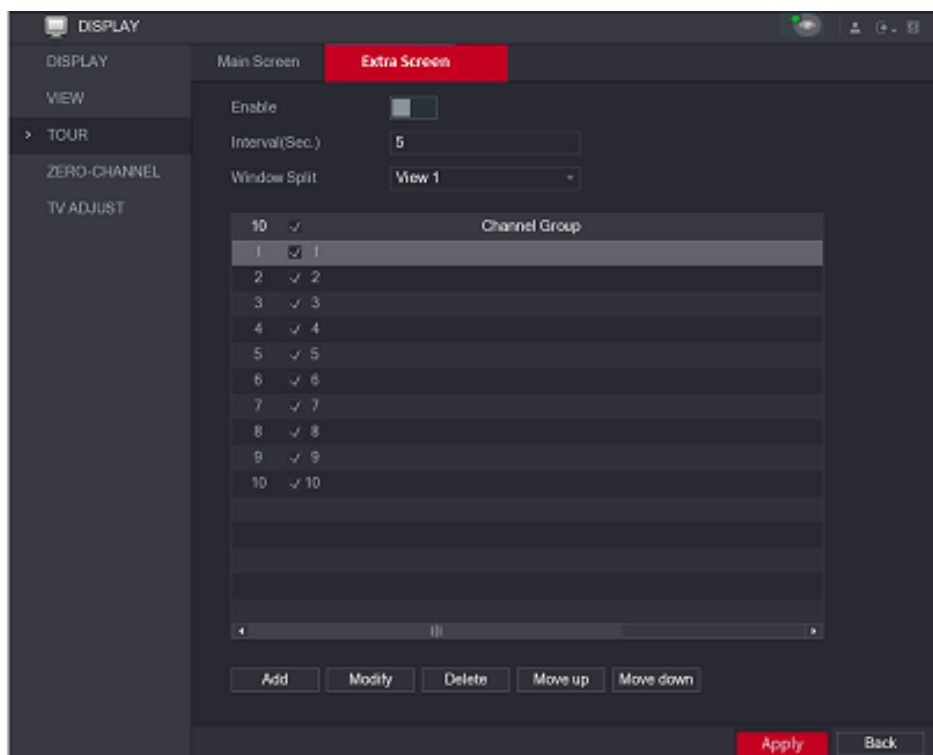 DISPLAY
DISPLAY
VIEW
TOUR
ZERO-CHANNEL
TV ADJUST
Main Screen Extra Screen
Enable
Interval(Sec.) 5
Window Split View 1
10 Channel Group
1 1
2 2
3 3
4 4
5 5
6 6
7 7
8 8
9 9
10 10
Add Modify Delete Move up Move down
Apply Back